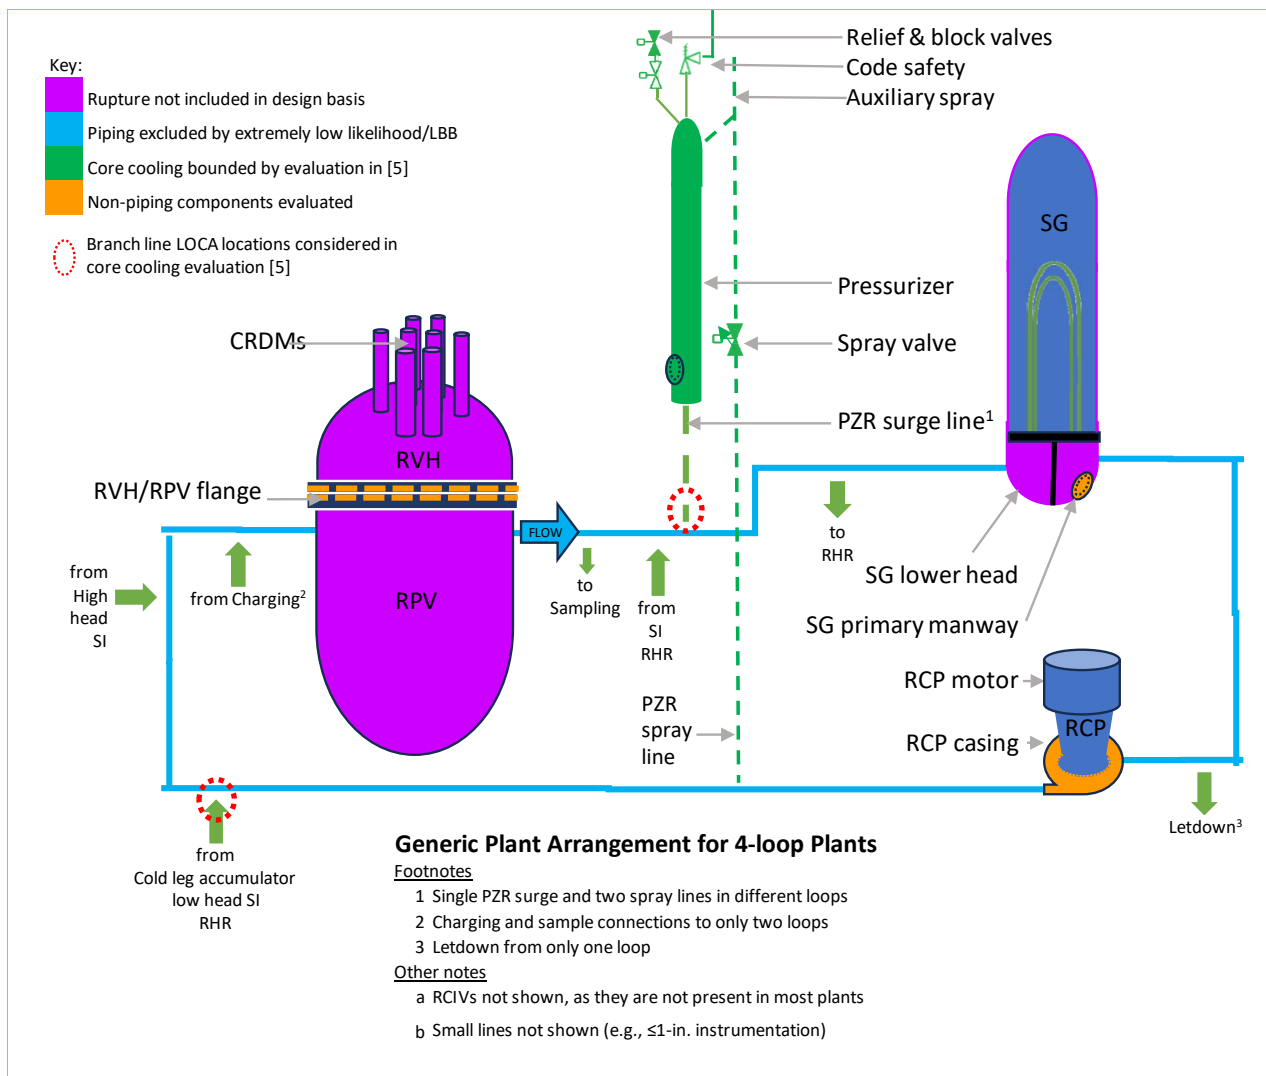 Key:
Rupture not included in design basis
Piping excluded by extremely low likelihood/LBB
Core cooling bounded by evaluation in [5]
Non-piping components evaluated
Branch line LOCA locations considered in
core cooling evaluation [5]
Relief & block valves
Code safety
Auxiliary spray
SG
Pressurizer
CRDMs
Spray valve
PZR surge line1
RVH
RVH/RPV flange
FLOW
to
RHR
SG lower head
from
High
head
SI
from Charging2
RPV
to
Sampling
from
SI
RHR
SG primary manway
RCP motor
RCP
RCP casing
PZR
spray
line
Letdown3
from
Cold leg accumulator
low head SI
RHR
Generic Plant Arrangement for 4-loop Plants
Footnotes
1 Single PZR surge and two spray lines in different loops
2 Charging and sample connections to only two loops
3 Letdown from only one loop
Other notes
a RCIVs not shown, as they are not present in most plants
b Small lines not shown (e.g., ≤1-in. instrumentation)